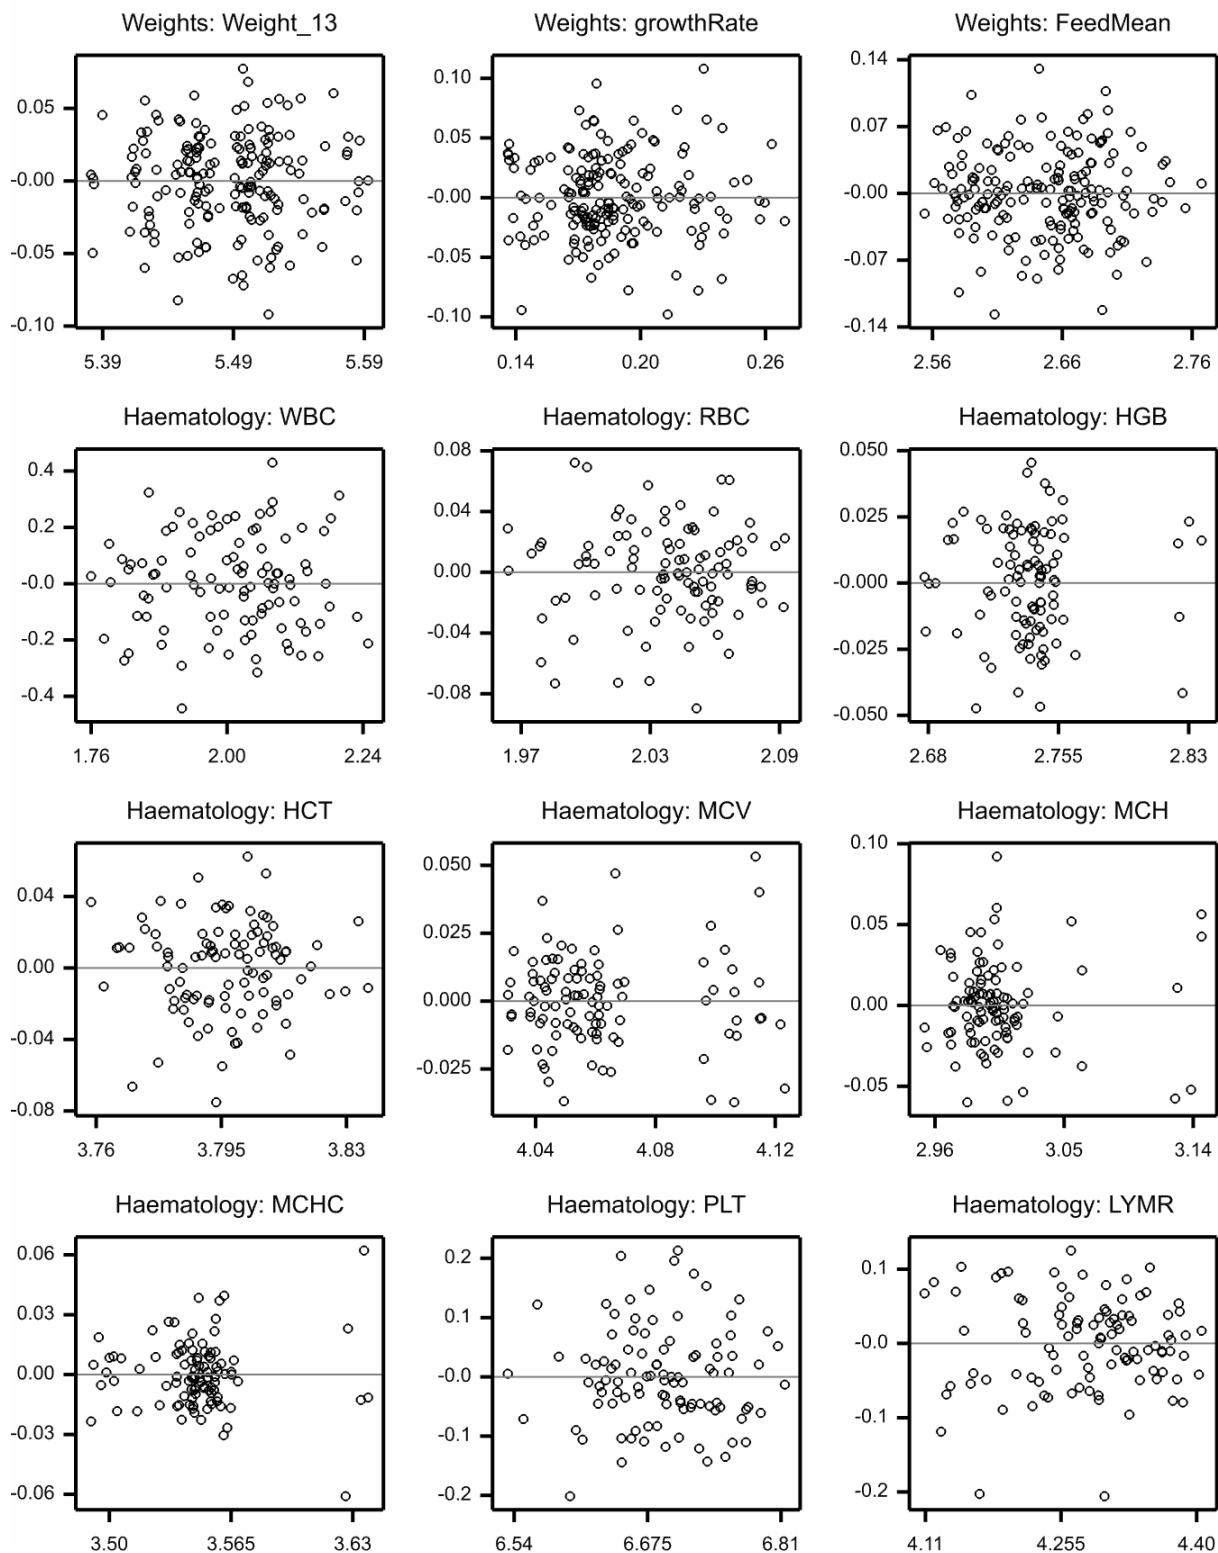 Weights: Weight_13 Weights: growthRate Weights: FeedMean
0.05 -0.00 -0.05 -0.10
0.10 0.05 -0.00 -0.05 -0.10
0.14 0.07 -0.00 -0.07 -0.14
5.39 5.49 5.59 0.14 0.20 0.26 2.56 2.66 2.76
Haematology: WBC Haematology: RBC Haematology: HGB
0.4 0.2 -0.0 -0.2 -0.4
0.08 0.04 0.00 -0.04 -0.08
0.050 0.025 -0.000 -0.025 -0.050
1.76 2.00 2.24 1.97 2.03 2.09 2.68 2.755 2.83
Haematology: HCT Haematology: MCV Haematology: MCH
0.04 0.00 -0.04 -0.08
0.050 0.025 0.000 -0.025
0.10 0.05 0.00 -0.05
3.76 3.795 3.83 4.04 4.08 4.12 2.96 3.05 3.14
Haematology: MCHC Haematology: PLT Haematology: LYMR
0.06 0.03 0.00 -0.03 -0.06
0.2 0.1 -0.0 -0.1 -0.2
0.1 -0.0 -0.1 -0.2
3.50 3.565 3.63 6.54 6.675 6.81 4.11 4.255 4.40